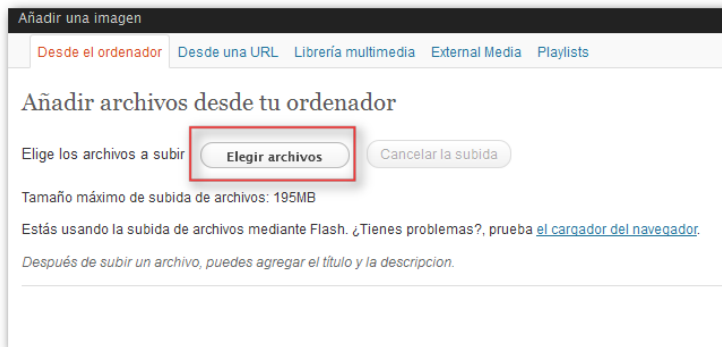 Añadir una imagen
Desde el ordenador Desde una URL Librería multimedia External Media Playlists
Añadir archivos desde tu ordenador
Elige los archivos a subir Elegir archivos Cancelar la subida
Tamaño máximo de subida de archivos: 195MB
Estás usando la subida de archivos mediante Flash. ¿Tienes problemas?, prueba el cargador del navegador.
Después de subir un archivo, puedes agregar el título y la descripcion.